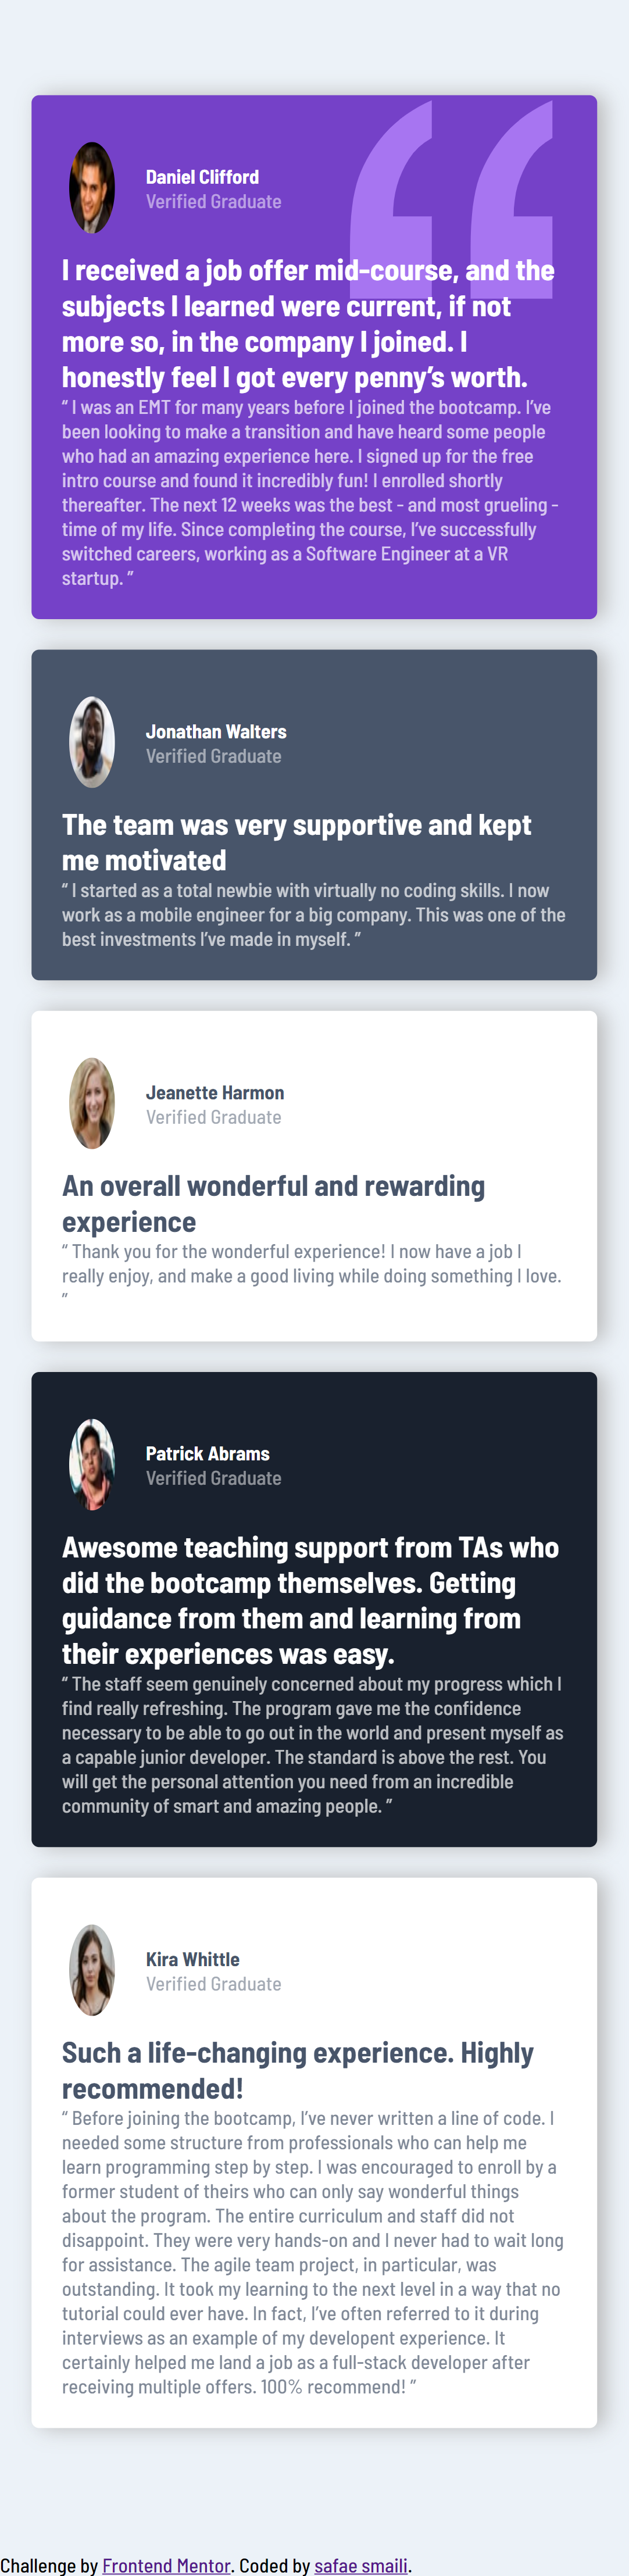 Daniel Clifford
Verified Graduate
I received a job offer mid-course, and the
subjects I learned were current, if not
more so, in the company I joined. I
honestly feel I got every penny’s worth.
“ I was an EMT for many years before I joined the bootcamp. I’ve
been looking to make a transition and have heard some people
who had an amazing experience here. I signed up for the free
intro course and found it incredibly fun! I enrolled shortly
thereafter. The next 12 weeks was the best - and most grueling -
time of my life. Since completing the course, I’ve successfully
switched careers, working as a Software Engineer at a VR
startup. ”
Jonathan Walters
Verified Graduate
The team was very supportive and kept
me motivated
“ I started as a total newbie with virtually no coding skills. I now
work as a mobile engineer for a big company. This was one of the
best investments I’ve made in myself. ”
Jeanette Harmon
Verified Graduate
An overall wonderful and rewarding
experience
“ Thank you for the wonderful experience! I now have a job I
really enjoy, and make a good living while doing something I love.
”
Patrick Abrams
Verified Graduate
Awesome teaching support from TAs who
did the bootcamp themselves. Getting
guidance from them and learning from
their experiences was easy.
“ The staff seem genuinely concerned about my progress which I
find really refreshing. The program gave me the confidence
necessary to be able to go out in the world and present myself as
a capable junior developer. The standard is above the rest. You
will get the personal attention you need from an incredible
community of smart and amazing people. ”
Kira Whittle
Verified Graduate
Such a life-changing experience. Highly
recommended!
“ Before joining the bootcamp, I’ve never written a line of code. I
needed some structure from professionals who can help me
learn programming step by step. I was encouraged to enroll by a
former student of theirs who can only say wonderful things
about the program. The entire curriculum and staff did not
disappoint. They were very hands-on and I never had to wait long
for assistance. The agile team project, in particular, was
outstanding. It took my learning to the next level in a way that no
tutorial could ever have. In fact, I’ve often referred to it during
interviews as an example of my developent experience. It
certainly helped me land a job as a full-stack developer after
receiving multiple offers. 100% recommend! ”
Challenge by Frontend Mentor. Coded by safae smaili.